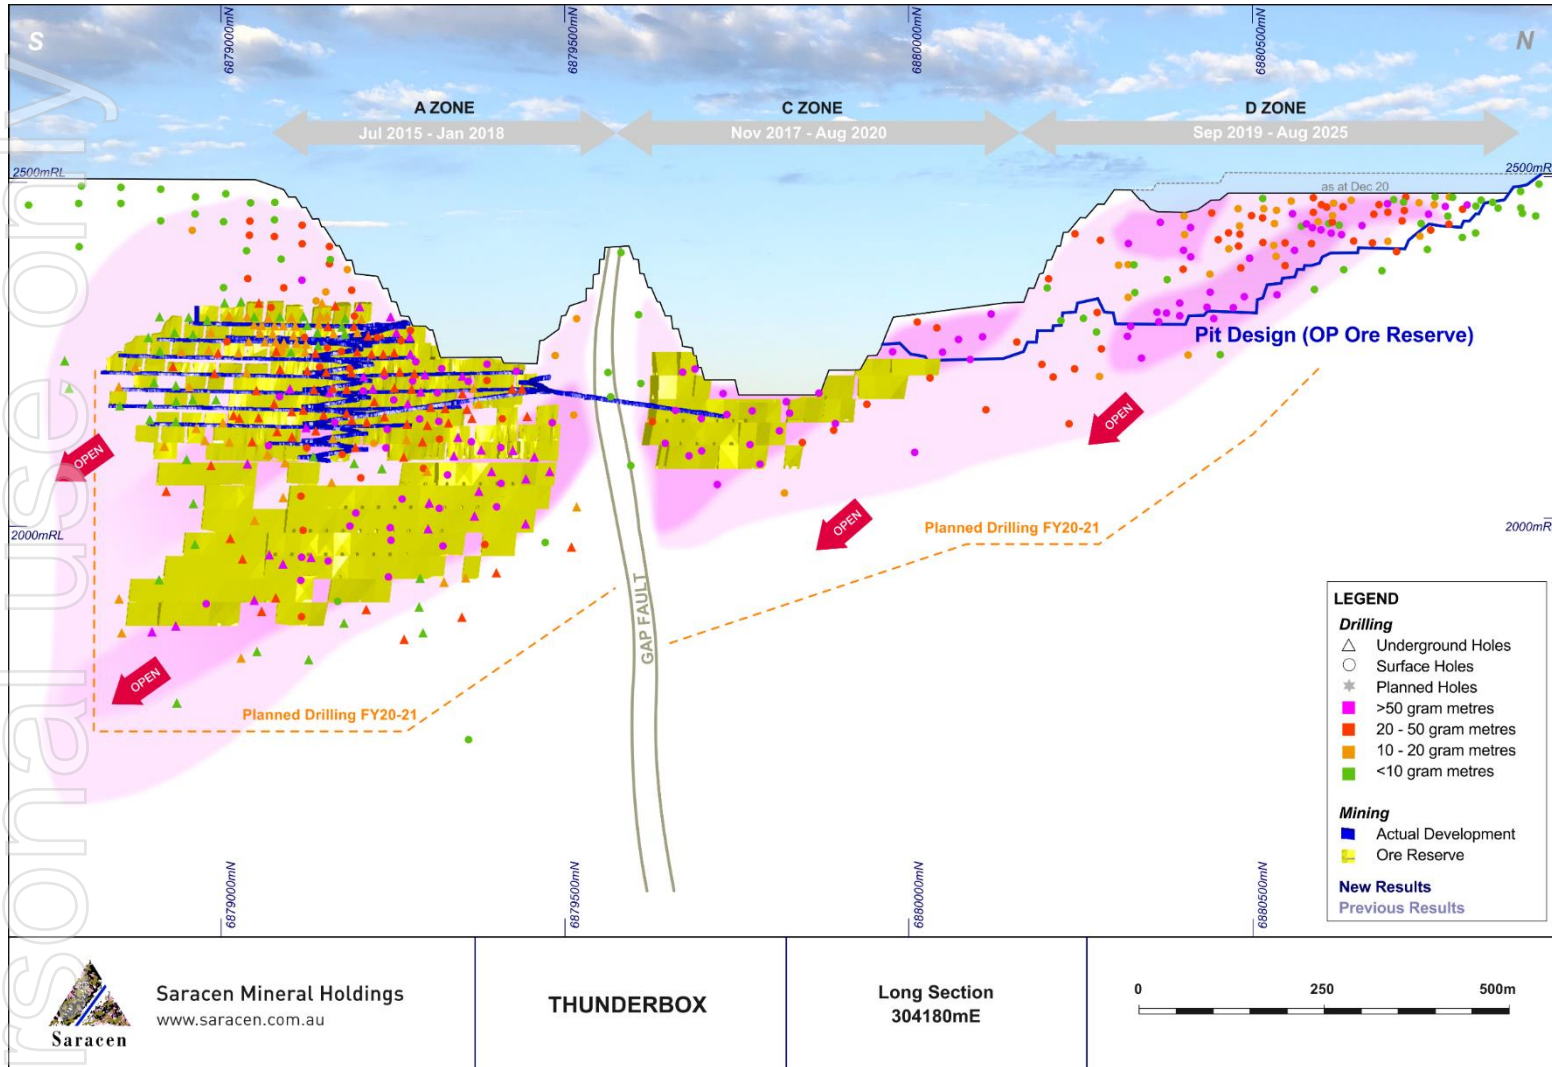 S
N
6879000mN
6879500mN
6880000mN
6880500mN
A ZONE
C ZONE
D ZONE
Jul 2015 - Jan 2018
Nov 2017 - Aug 2020
Sep 2019 - Aug 2025
2500mRL
2500mR
as at Dec 20
Pit Design (OP Ore Reserve)
OPEN
OPEN
OPEN
OPEN
2000mRL
2000mR
Planned Drilling FY20-21
Planned Drilling FY20-21
GAP FAULT
LEGEND
Drilling
Underground Holes
Surface Holes
Planned Holes
>50 gram metres
20 - 50 gram metres
10 - 20 gram metres
<10 gram metres
Mining
Actual Development
Ore Reserve
New Results
Previous Results
6879000mN
6879500mN
6880000mN
6880500mN
rsonal use only
Saracen
Saracen Mineral Holdings
www.saracen.com.au
THUNDERBOX
Long Section
304180mE
0 250 500m